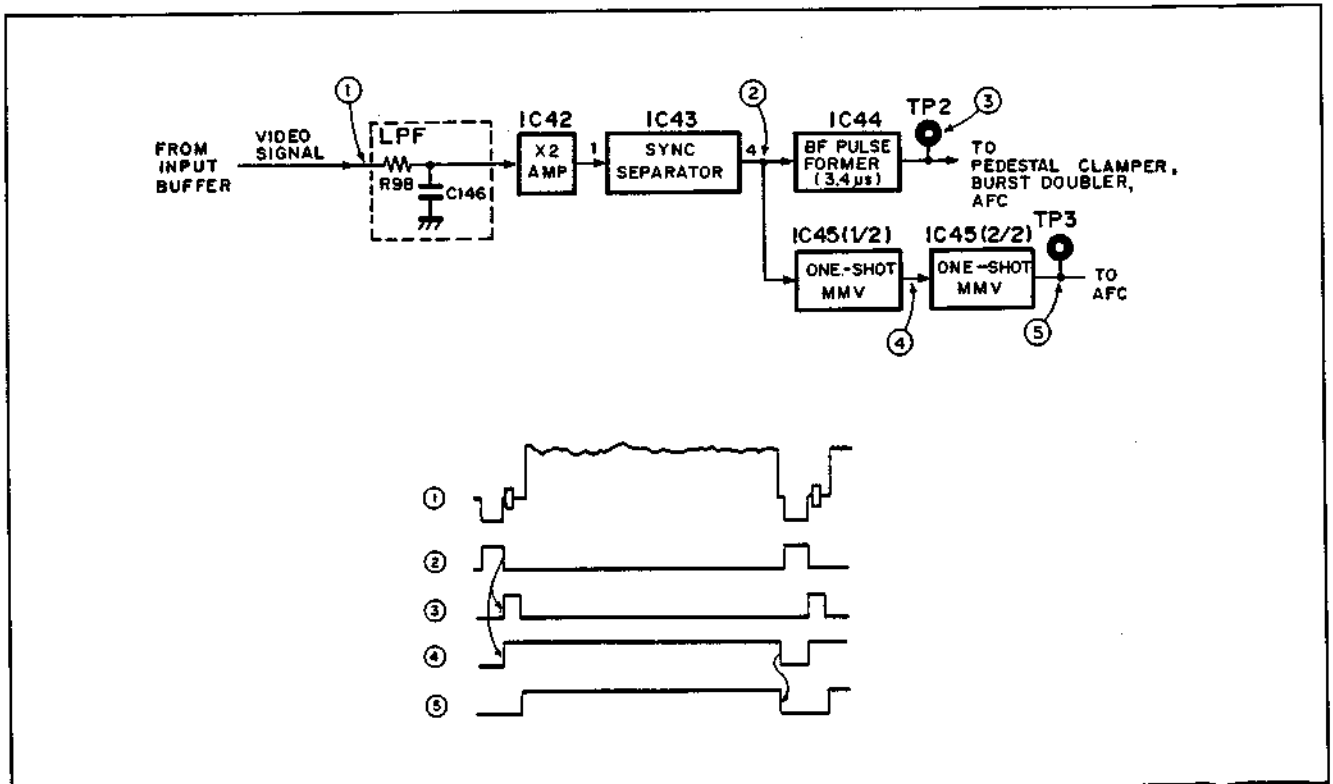 ① ② TP2 ③
LPF IC42 IC43 IC44
FROM INPUT BUFFER
VIDEO SIGNAL
R98
C146
X2 AMP
1
SYNC SEPARATOR
4
BF PULSE FORMER (3.4µs)
TO PEDESTAL CLAMPER, BURST DOUBLER, AFC
IC45(1/2) IC45(2/2) TP3
ONE-SHOT MMV
ONE-SHOT MMV
TO AFC
④ ⑤
①
②
③
④
⑤